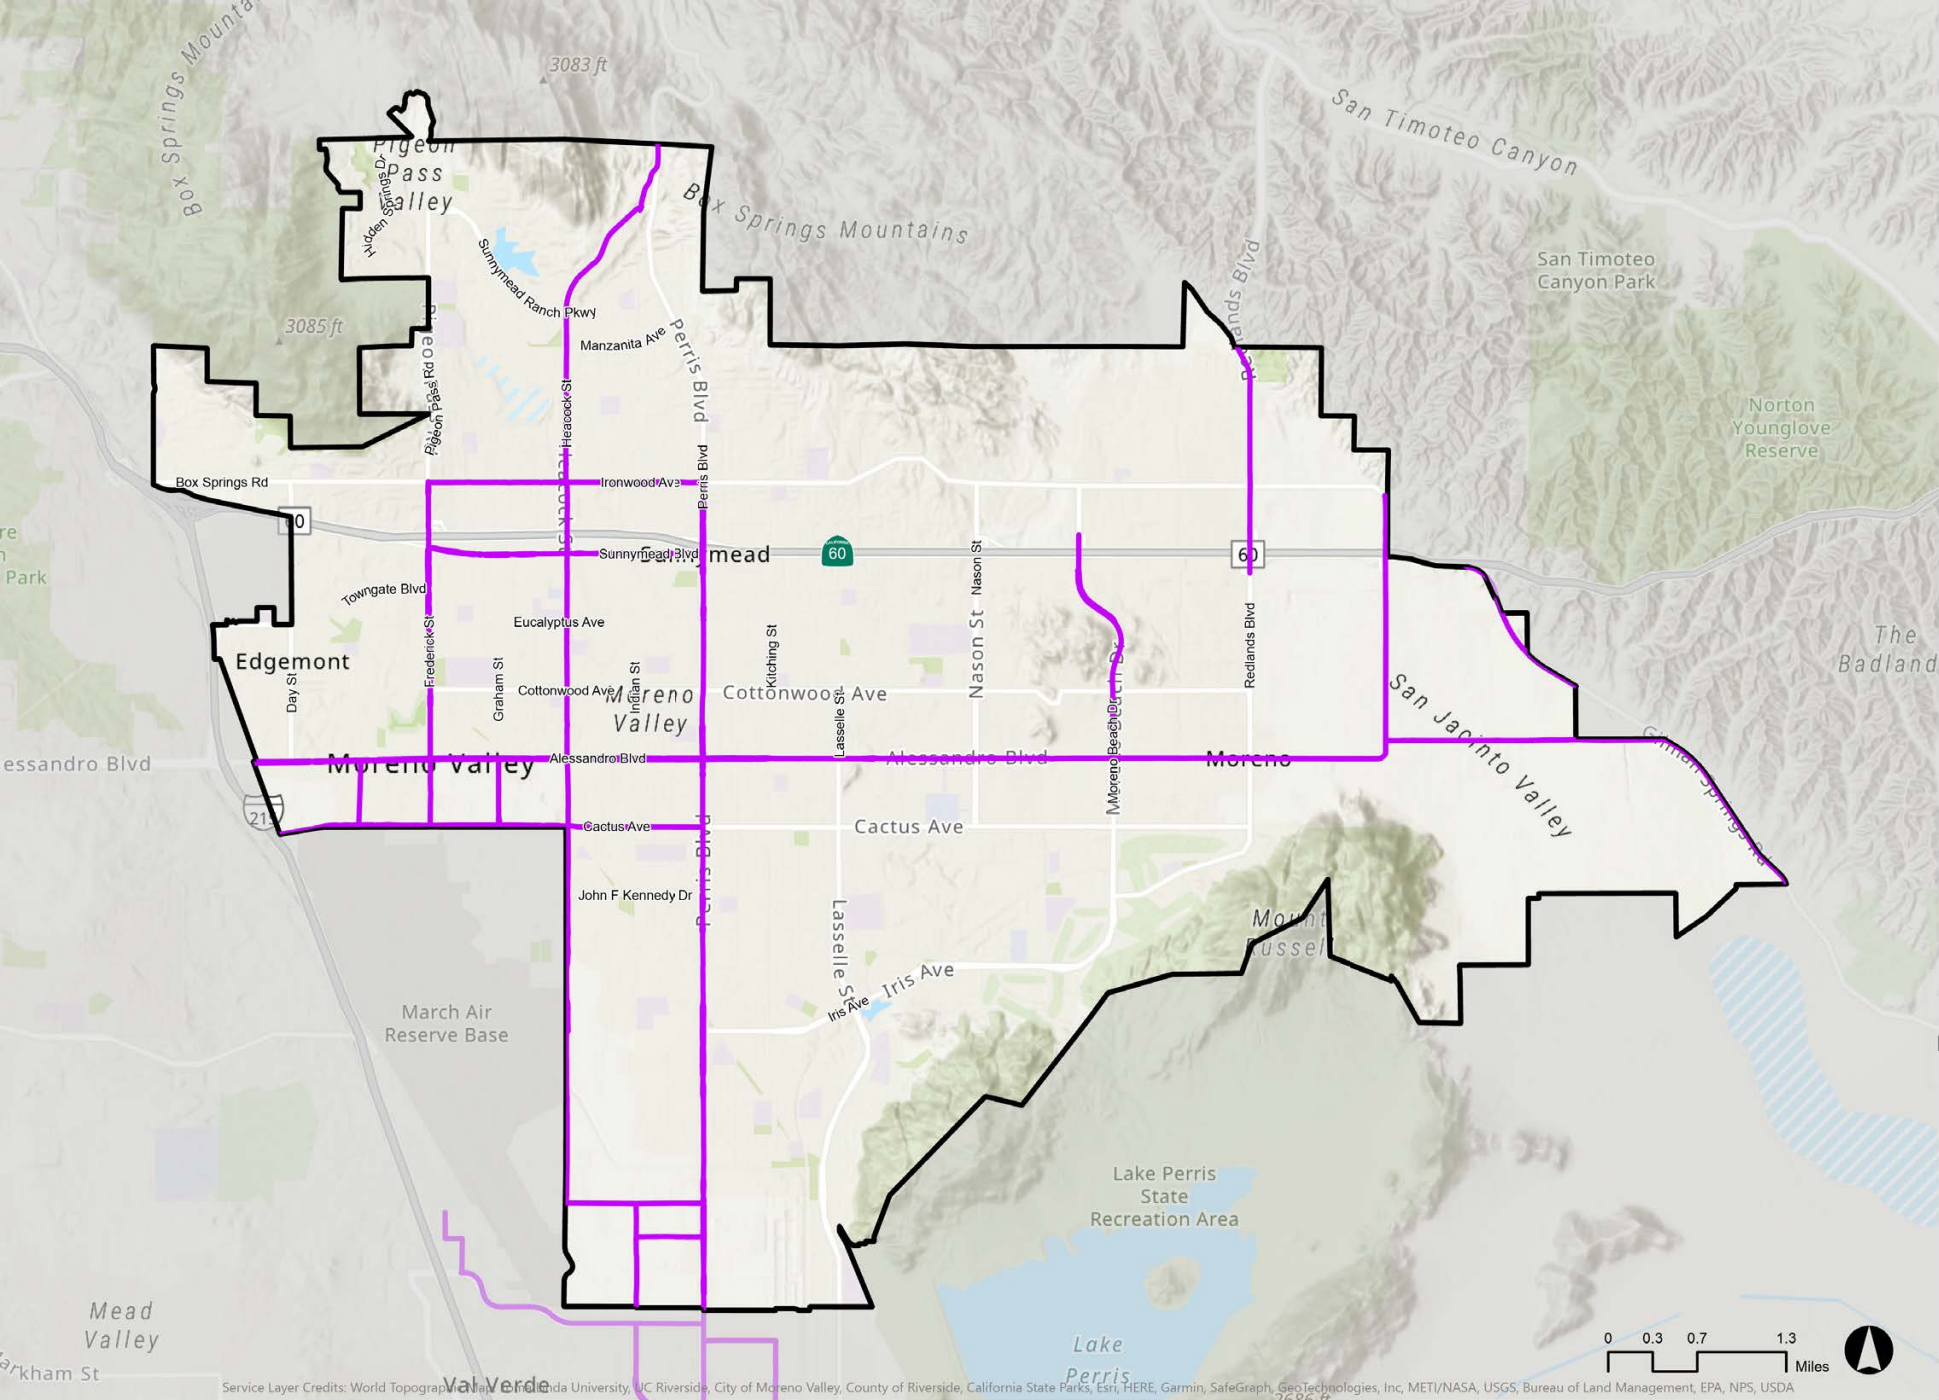 Box Springs Mountains
3083 ft
San Timoteo Canyon
Pigeon
Pass
Valley
Hidden Springs Dr
Box Springs Mountains
Sunnymead Ranch Pkwy
San Timoteo
Canyon Park
3085 ft
Manzanita Ave
Perris Blvd
Pigeon Pass Rd
Heacock St
Norton
Younglove
Reserve
Box Springs Rd
Ironwood Ave
Perris Blvd
Heacock St
60
Sunnymead Blvd
Sunnymead
CALIFORNIA
60
60
Park
Towngate Blvd
Nason St
Eucalyptus Ave
Frederick St
Kitching St
Nason St
Redlands Blvd
The
Edgemont
Day St
Graham St
Cottonwood Ave
Indian St
Moreno
Valley
Cottonwood Ave
Lasselle St
Moreno Beach Dr
San Jacinto Valley
Gilman Springs Rd
Moreno Valley
Alessandro Blvd
Alessandro Blvd
Moreno
215
Cactus Ave
Cactus Ave
Perris Blvd
John F Kennedy Dr
Lasselle St
Mount
Russell
Iris Ave
Iris Ave
March Air
Reserve Base
Lake Perris
State
Recreation Area
Mead
Valley
Lake
Perris
Val Verde
0 0.3 0.7 1.3
Miles